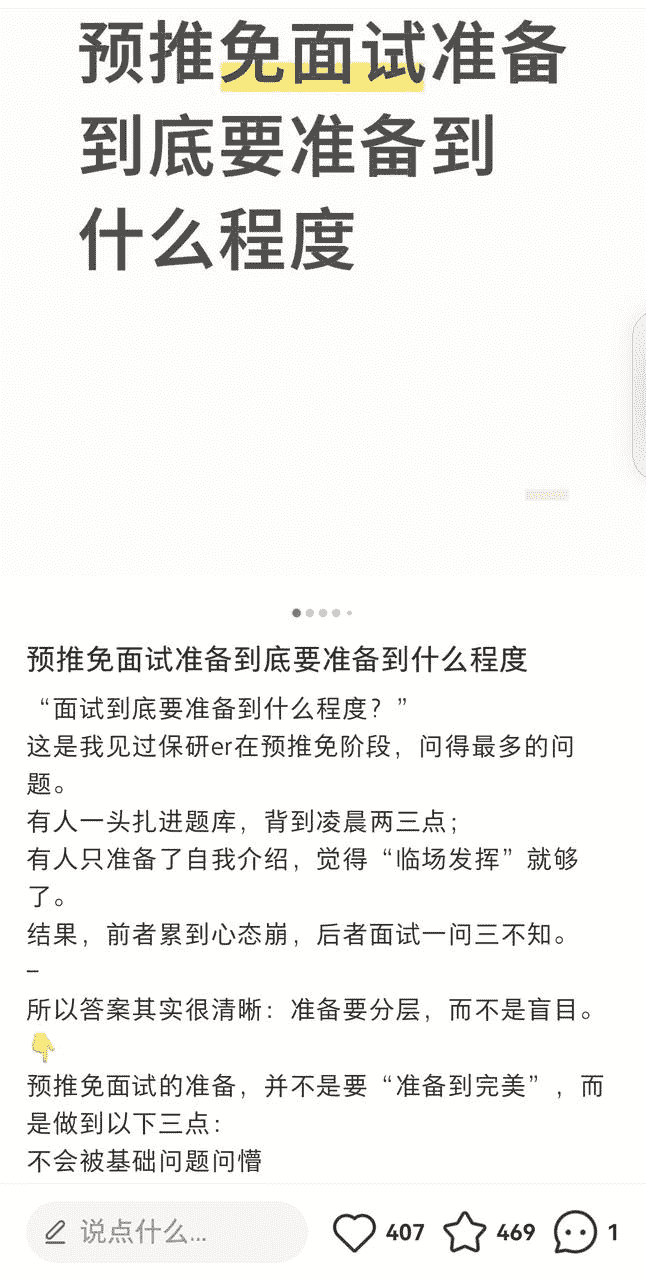 预推免面试准备
到底要准备到
什么程度
预推免面试准备到底要准备到什么程度
“面试到底要准备到什么程度？”
这是我见过保研er在预推免阶段，问得最多的问
题。
有人一头扎进题库，背到凌晨两三点；
有人只准备了自我介绍，觉得“临场发挥”就够
了。
结果，前者累到心态崩，后者面试一问三不知。
–
所以答案其实很清晰：准备要分层，而不是盲目。
👇
预推免面试的准备，并不是要“准备到完美”，而
是做到以下三点：
不会被基础问题问懵
说点什么... 407 469 1